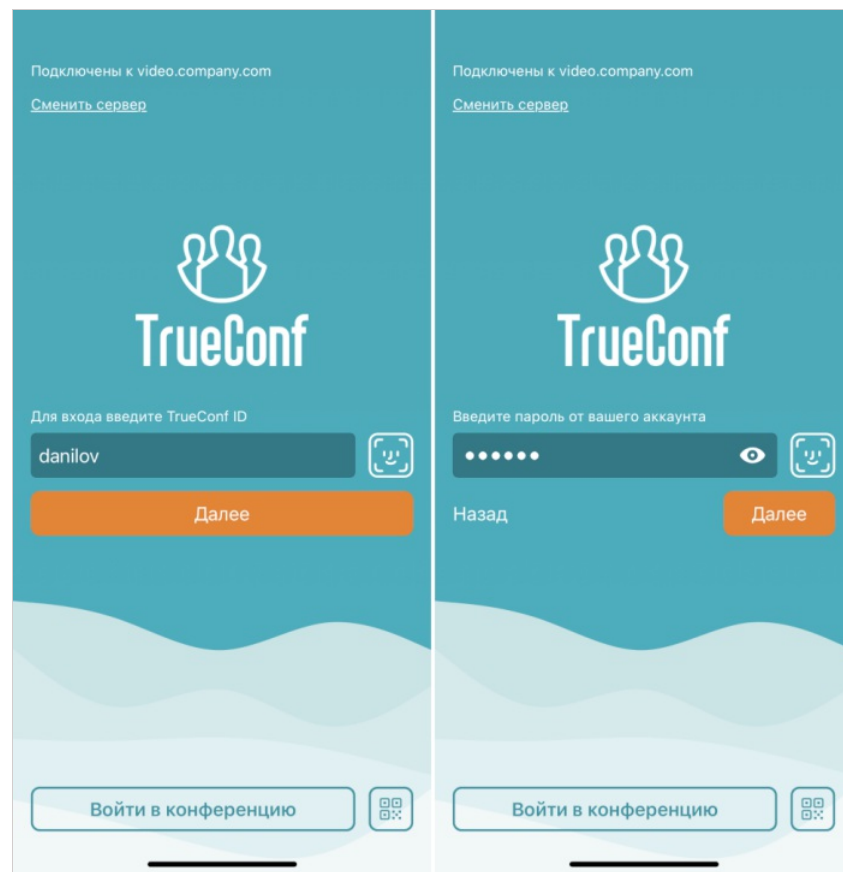 Подключены к video.company.com
Сменить сервер
TrueConf
Для входа введите TrueConf ID
danilov
Далее
Войти в конференцию
Подключены к video.company.com
Сменить сервер
TrueConf
Введите пароль от вашего аккаунта
••••••
Назад
Далее
Войти в конференцию